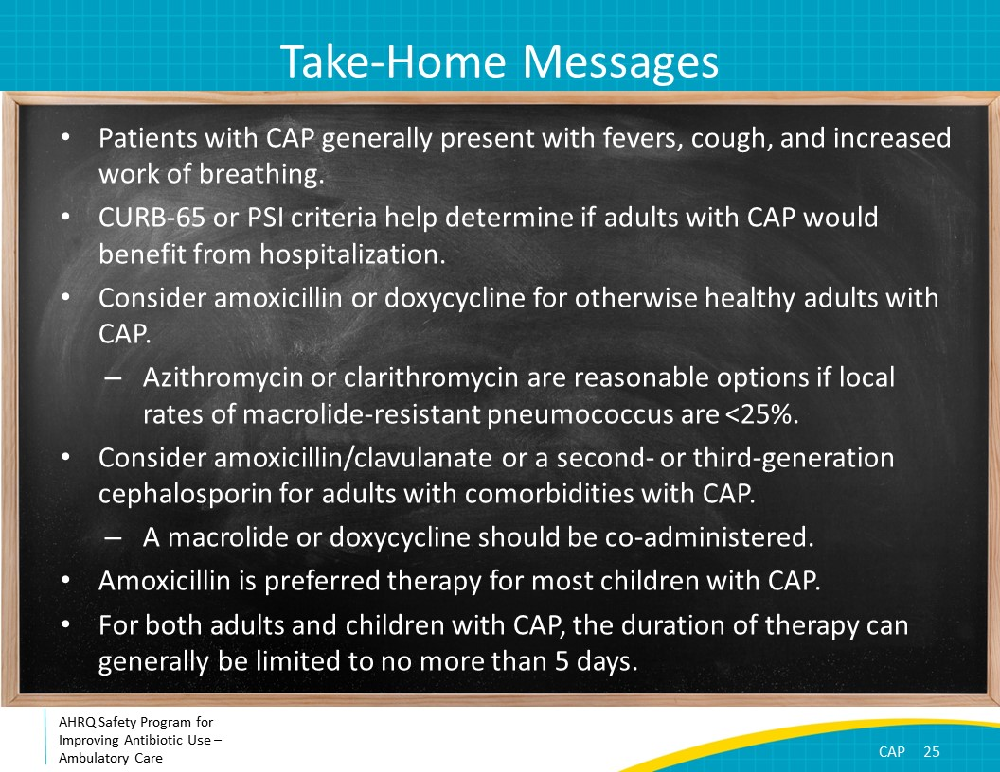 Take-Home Messages
• Patients with CAP generally present with fevers, cough, and increased
work of breathing.
• CURB-65 or PSI criteria help determine if adults with CAP would
benefit from hospitalization.
• Consider amoxicillin or doxycycline for otherwise healthy adults with
CAP.
– Azithromycin or clarithromycin are reasonable options if local
rates of macrolide-resistant pneumococcus are <25%.
• Consider amoxicillin/clavulanate or a second- or third-generation
cephalosporin for adults with comorbidities with CAP.
– A macrolide or doxycycline should be co-administered.
• Amoxicillin is preferred therapy for most children with CAP.
• For both adults and children with CAP, the duration of therapy can
generally be limited to no more than 5 days.
AHRQ Safety Program for
Improving Antibiotic Use –
Ambulatory Care
CAP 25